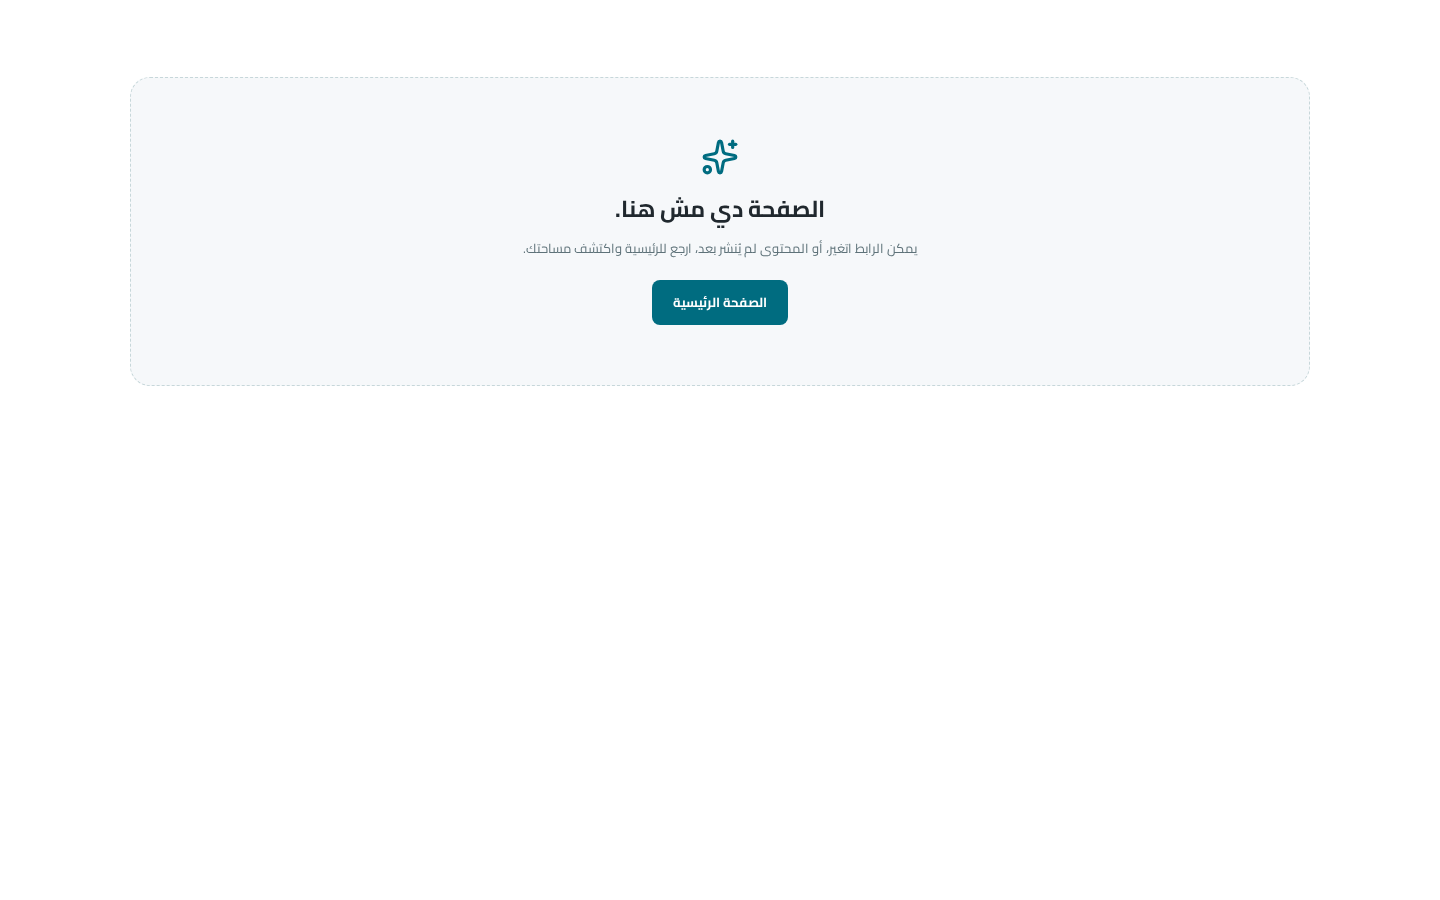 الصفحة دي مش هنا.
يمكن الرابط اتغير، أو المحتوى لم يُنشر بعد، ارجع للرئيسية واكتشف مساحتك.
الصفحة الرئيسية